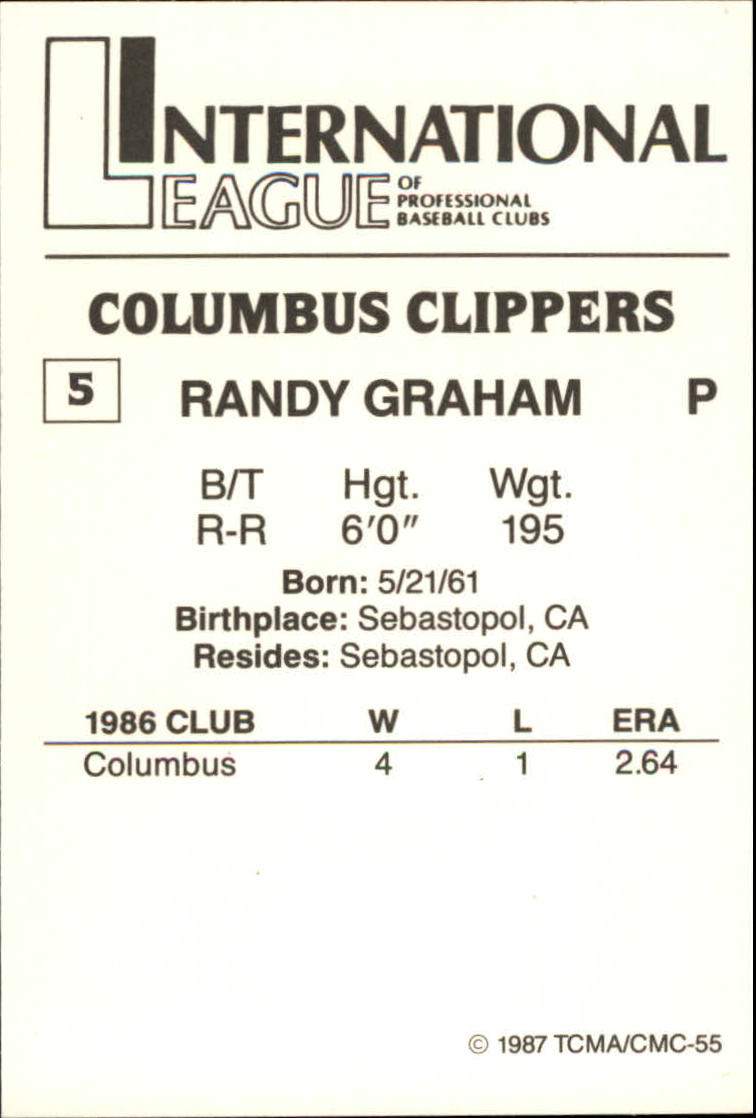 INTERNATIONAL
LEAGUE OF
PROFESSIONAL
BASEBALL CLUBS
COLUMBUS CLIPPERS
5 RANDY GRAHAM P
B/T Hgt. Wgt.
R-R 6'0" 195
Born: 5/21/61
Birthplace: Sebastopol, CA
Resides: Sebastopol, CA
1986 CLUB W L ERA
Columbus 4 1 2.64
© 1987 TCMA/CMC-55